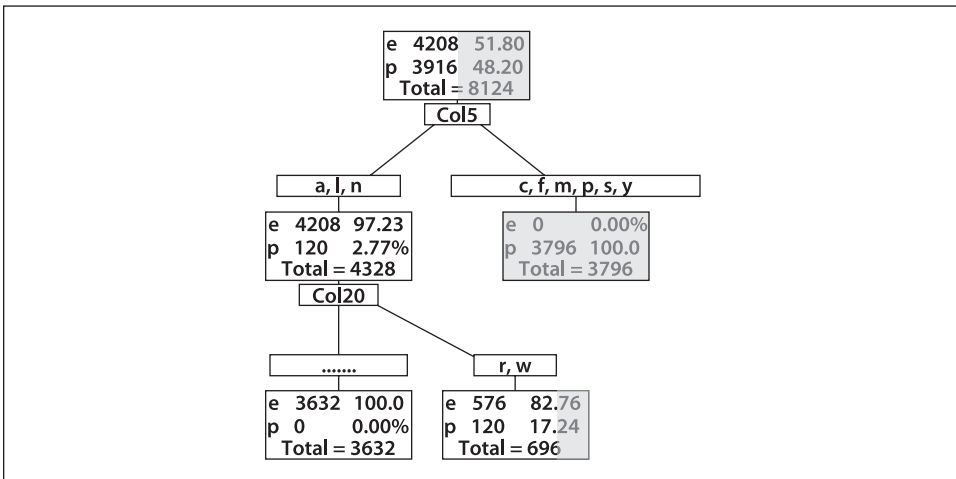 e 4208 51.80
p 3916 48.20
Total = 8124
Col5
a, l, n
c, f, m, p, s, y
e 4208 97.23
p 120 2.77%
Total = 4328
e 0 0.00%
p 3796 100.0
Total = 3796
Col20
.......
r, w
e 3632 100.0
p 0 0.00%
Total = 3632
e 576 82.76
p 120 17.24
Total = 696